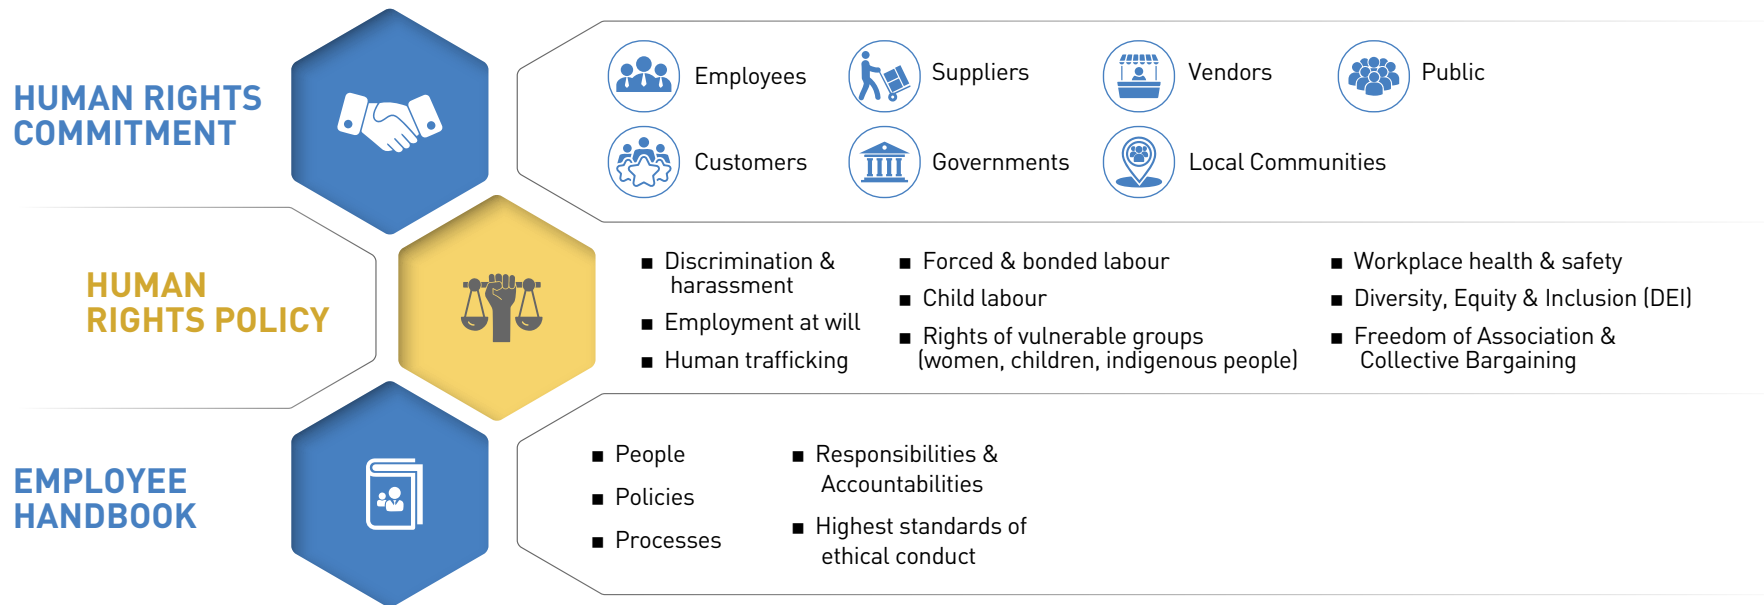 HUMAN RIGHTS
COMMITMENT
Employees
Suppliers
Vendors
Public
Customers
Governments
Local Communities
HUMAN
RIGHTS POLICY
■ Discrimination &
harassment
■ Employment at will
■ Human trafficking
■ Forced & bonded labour
■ Child labour
■ Rights of vulnerable groups
(women, children, indigenous people)
■ Workplace health & safety
■ Diversity, Equity & Inclusion (DEI)
■ Freedom of Association &
Collective Bargaining
EMPLOYEE
HANDBOOK
■ People
■ Policies
■ Processes
■ Responsibilities &
Accountabilities
■ Highest standards of
ethical conduct